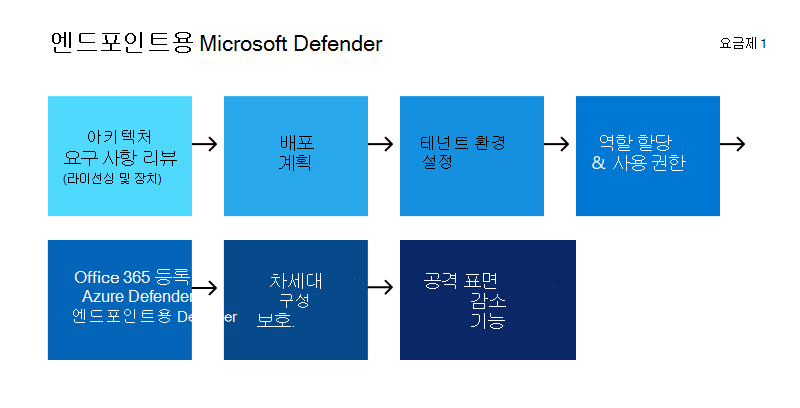 엔드포인트용 Microsoft Defender
요금제 1
아키텍처
요구 사항 리뷰
(라이선싱 및 장치)
배포
계획
테넌트 환경
설정
역할 할당
& 사용 권한
Office 365 등록
Azure Defender
엔드포인트용 Defender
차세대
구성
보호.
공격 표면
감소
기능